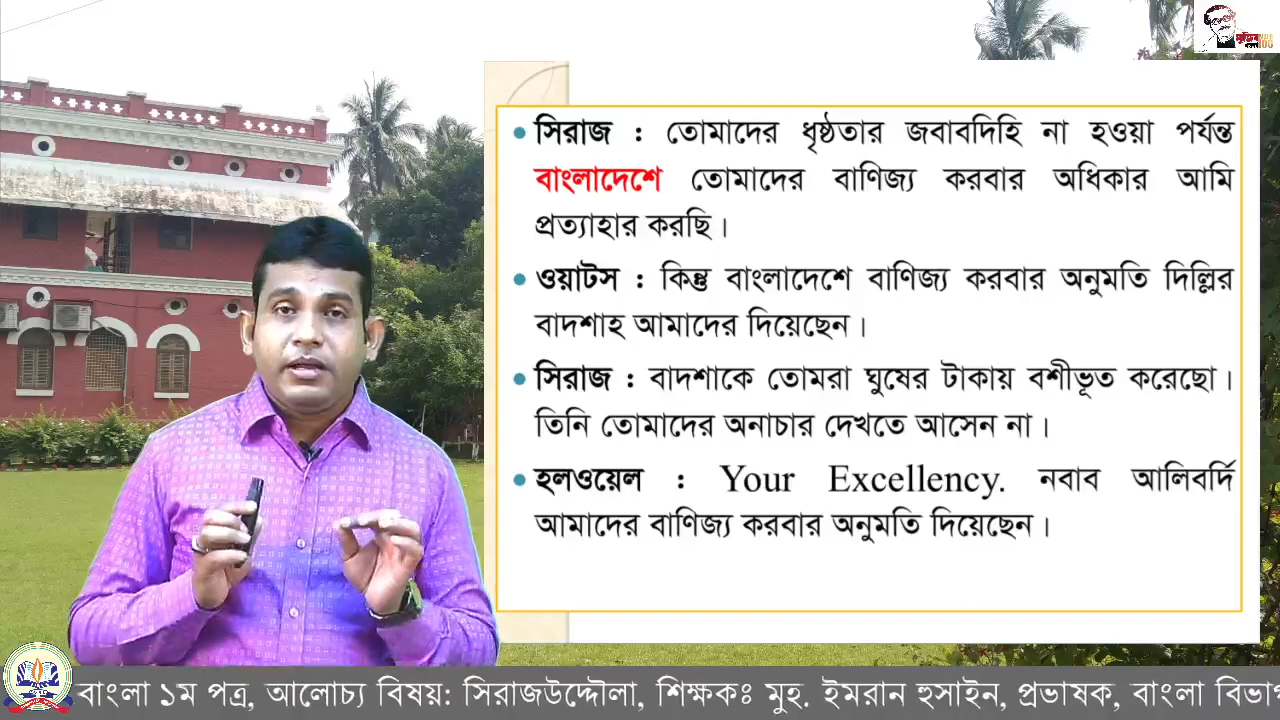 সিরাজ : তোমাদের ধৃষ্ঠতার জবাবদিহি না হওয়া পর্যন্ত
বাংলাদেশে তোমাদের বাণিজ্য করবার অধিকার আমি
প্রত্যাহার করছি।
ওয়াটস : কিন্তু বাংলাদেশে বাণিজ্য করবার অনুমতি দিল্লির
বাদশাহ আমাদের দিয়েছেন।
সিরাজ : বাদশাকে তোমরা ঘুষের টাকায় বশীভূত করেছো।
তিনি তোমাদের অনাচার দেখতে আসেন না।
হলওয়েল : Your Excellency. নবাব আলিবর্দি
আমাদের বাণিজ্য করবার অনুমতি দিয়েছেন।
বাংলা ১ম পত্র, আলোচ্য বিষয়: সিরাজউদ্দৌলা, শিক্ষকঃ মুহ. ইমরান হুসাইন, প্রভাষক, বাংলা